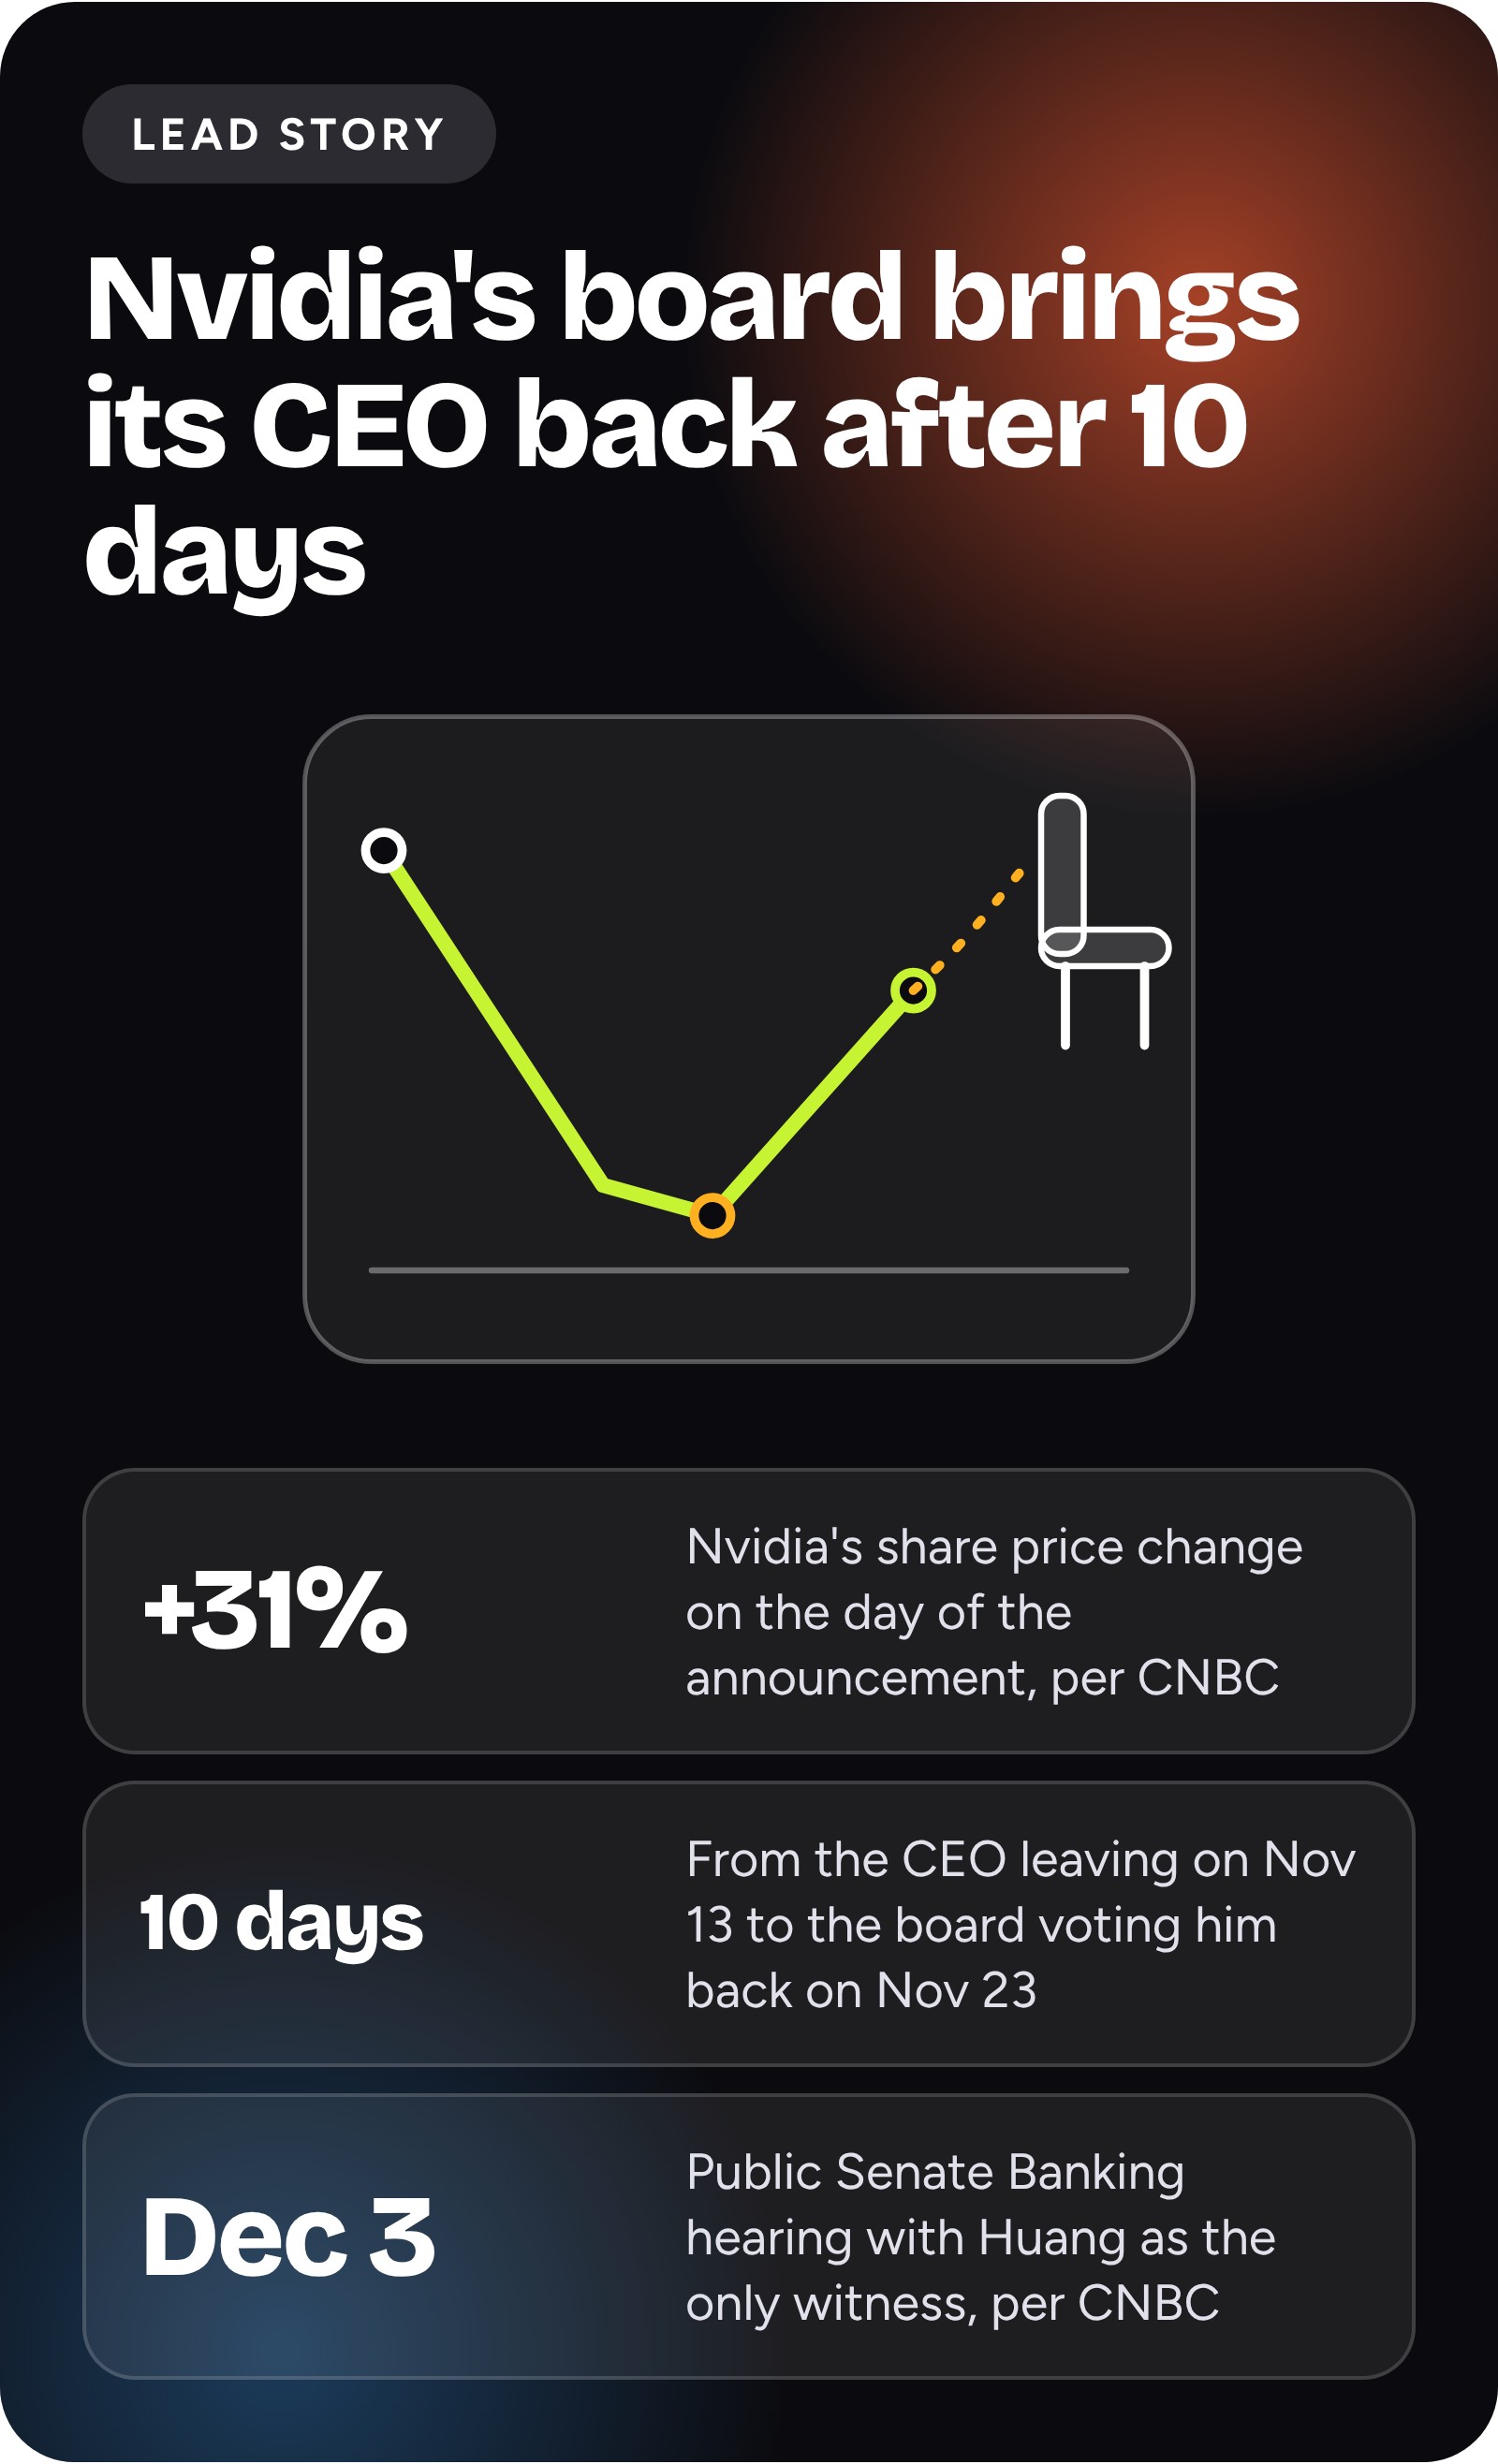 LEAD STORY
Nvidia's board brings
its CEO back after 10
days
+31%
Nvidia's share price change
on the day of the
announcement, per CNBC
10 days
From the CEO leaving on Nov
13 to the board voting him
back on Nov 23
Dec 3
Public Senate Banking
hearing with Huang as the
only witness, per CNBC